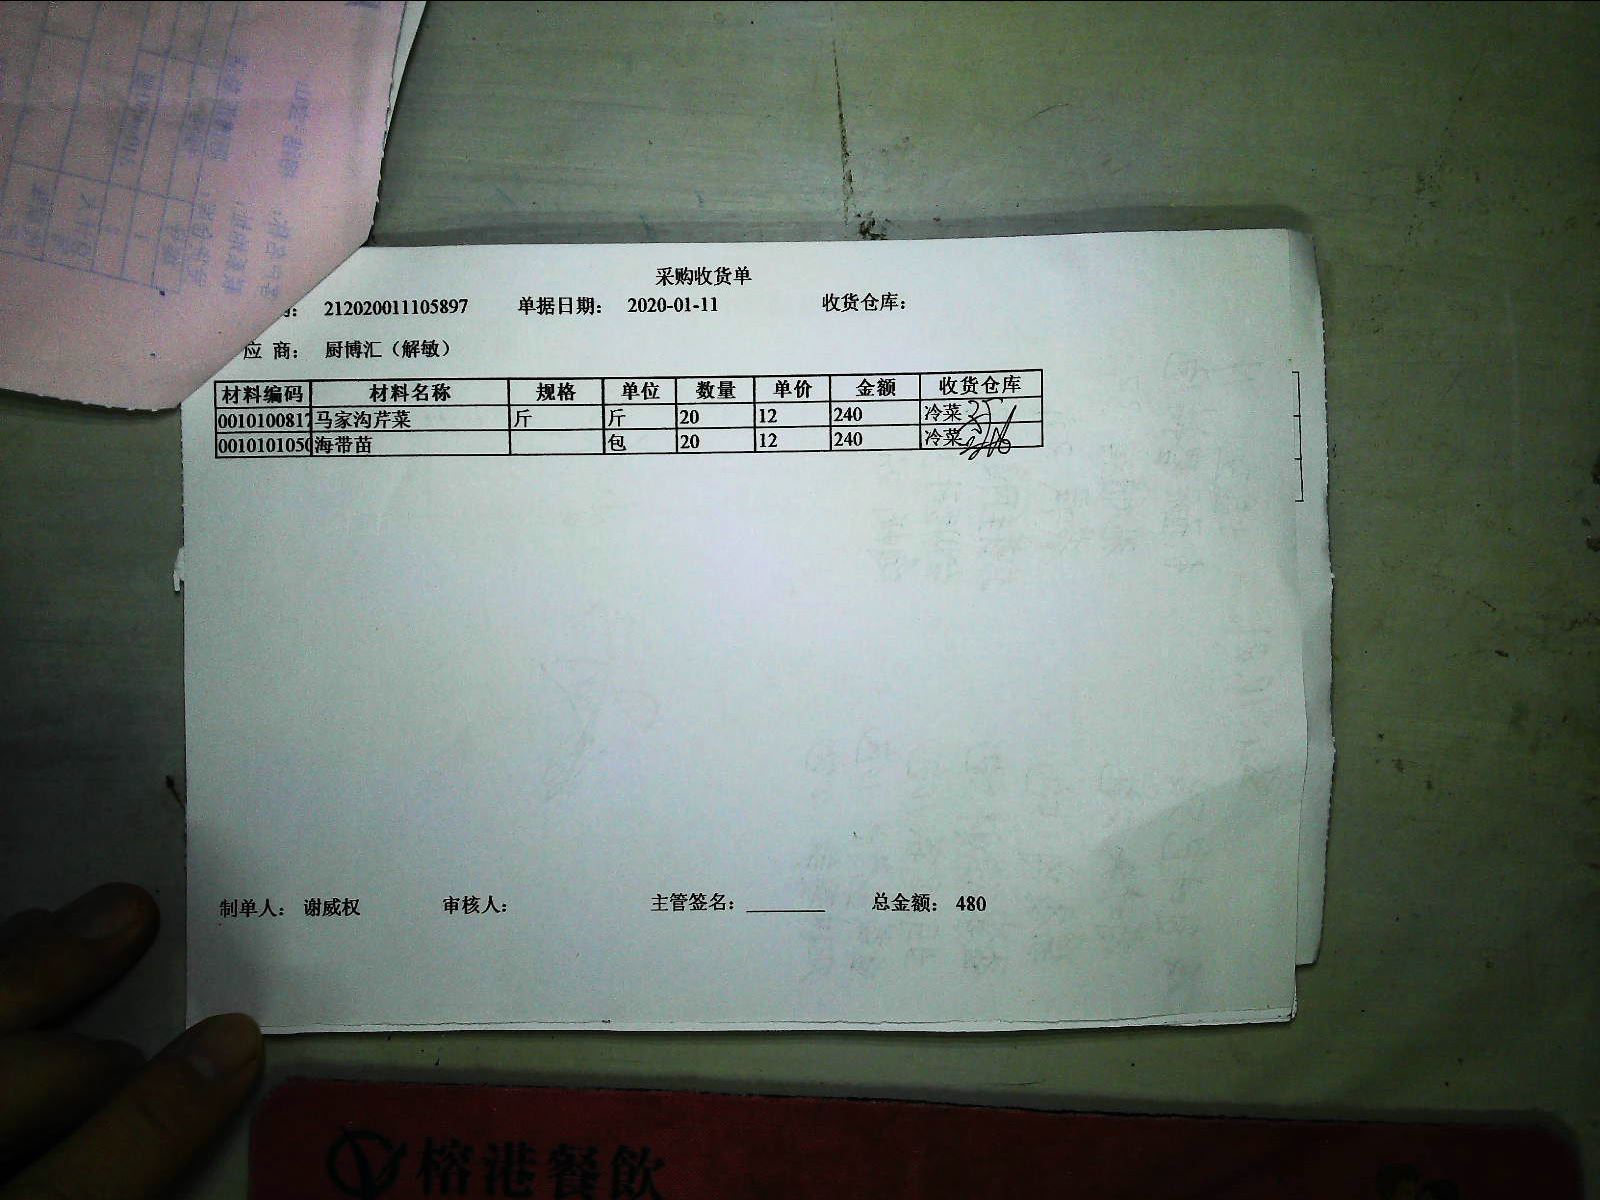 采购收货单
码： 212020011105897 单据日期： 2020-01-11 收货仓库：
应 商： 厨博汇（解敏）
材料编码 材料名称 规格 单位 数量 单价 金额 收货仓库
0010100817 马家沟芹菜 斤 斤 20 12 240 冷菜
001010105 海带苗 包 20 12 240 冷菜
制单人： 谢威权 审核人： 主管签名： 总金额： 480
榕港餐飲